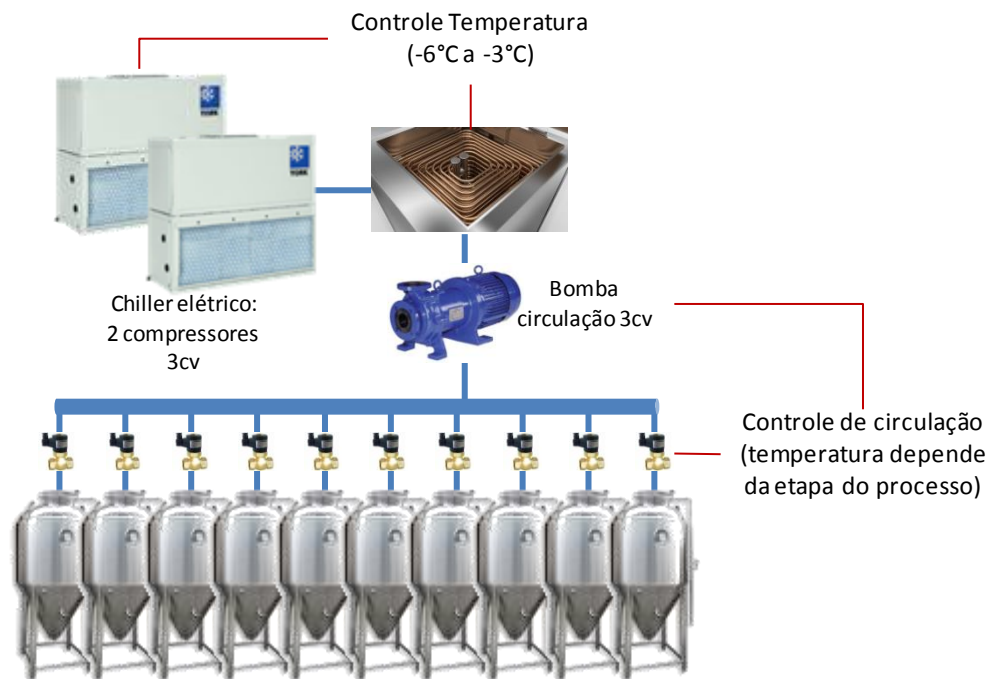 Controle Temperatura
(-6°C a -3°C)
YORK
Chiller elétrico:
2 compressores
3cv
Bomba
circulação 3cv
Controle de circulação
(temperatura depende
da etapa do processo)